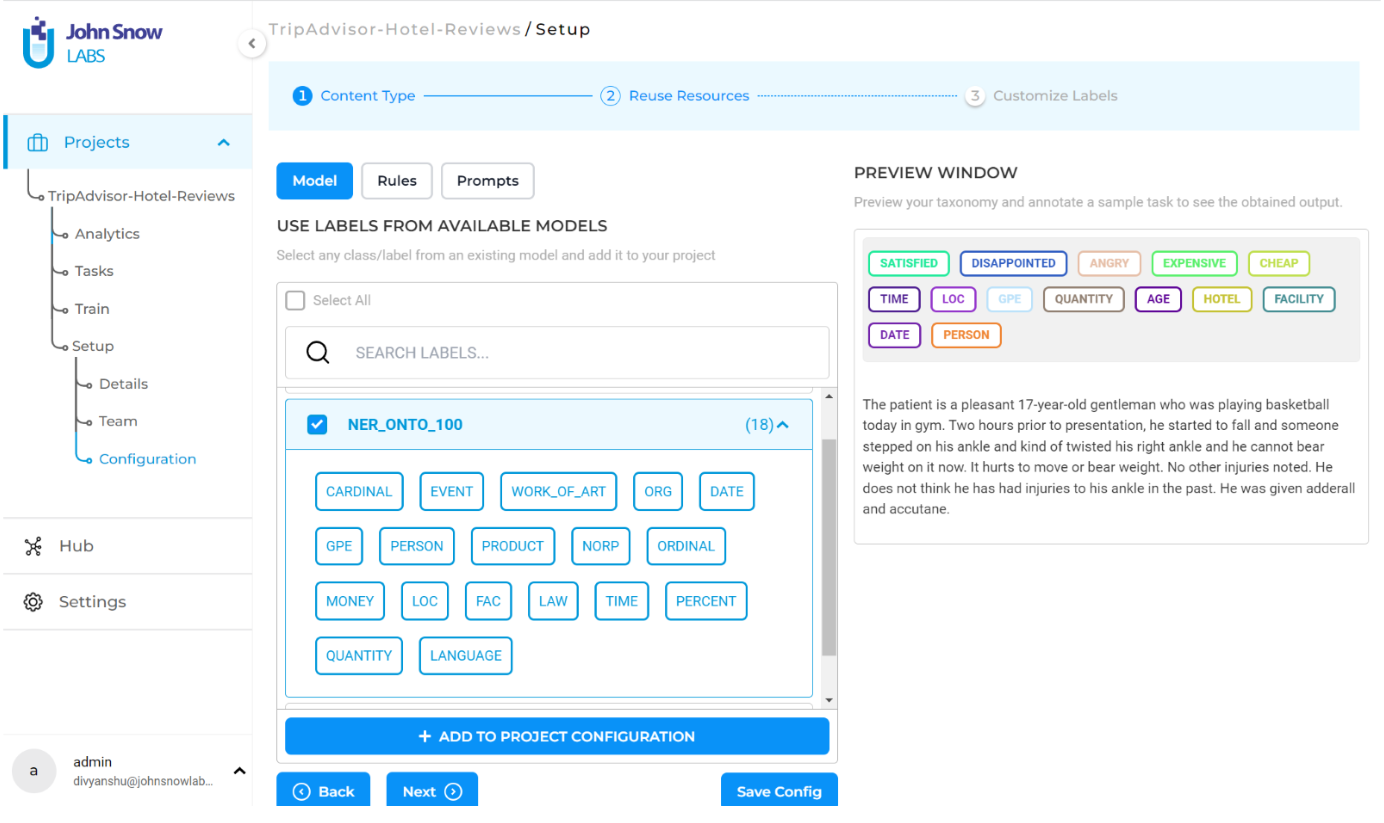 John Snow
LABS
TripAdvisor-Hotel-Reviews / Setup
1 Content Type
2 Reuse Resources
3 Customize Labels
Projects
TripAdvisor-Hotel-Reviews
Analytics
Tasks
Train
Setup
Details
Team
Configuration
Hub
Settings
a
admin
divyanshu@johnsnowlab...
Model Rules Prompts
USE LABELS FROM AVAILABLE MODELS
Select any class/label from an existing model and add it to your project
Select All
SEARCH LABELS...
NER_ONTO_100 (18)
CARDINAL EVENT WORK_OF_ART ORG DATE
GPE PERSON PRODUCT NORP ORDINAL
MONEY LOC FAC LAW TIME PERCENT
QUANTITY LANGUAGE
+ ADD TO PROJECT CONFIGURATION
Back Next Save Config
PREVIEW WINDOW
Preview your taxonomy and annotate a sample task to see the obtained output.
SATISFIED DISAPPOINTED ANGRY EXPENSIVE CHEAP
TIME LOC GPE QUANTITY AGE HOTEL FACILITY
DATE PERSON
The patient is a pleasant 17-year-old gentleman who was playing basketball
today in gym. Two hours prior to presentation, he started to fall and someone
stepped on his ankle and kind of twisted his right ankle and he cannot bear
weight on it now. It hurts to move or bear weight. No other injuries noted. He
does not think he has had injuries to his ankle in the past. He was given adderall
and accutane.